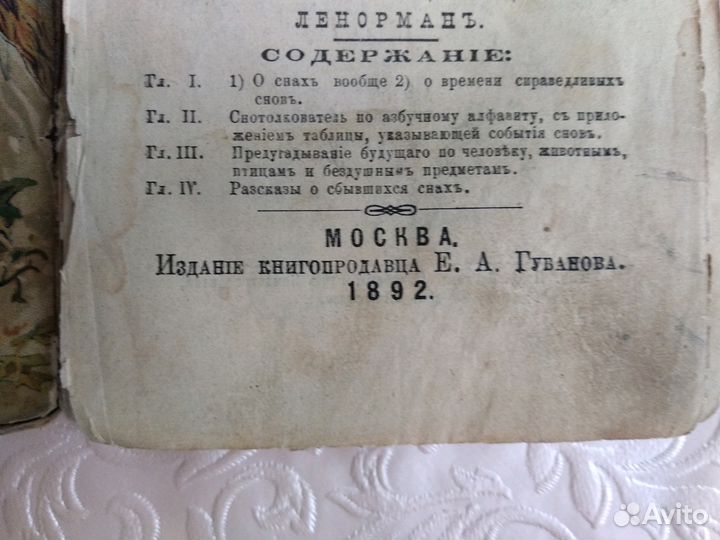 ЛЕНОРМАНЪ.
СОДЕРЖАНІЕ:
Гл. I. 1) О снахъ вообще 2) о времени справедливыхъ
сновъ.
Гл. II. Снотолкователь по азбучному алфавиту, съ прило-
женіемъ таблицы, указывающей событія сновъ.
Гл. III. Предугадываніе будущаго по человѣку, животнымъ,
птицамъ и бездушнымъ предметамъ.
Гл. IV. Разсказы о сбывшихся снахъ.
МОСКВА.
Изданіе книгопродавца Е. А. Губанова.
1892.
Avito